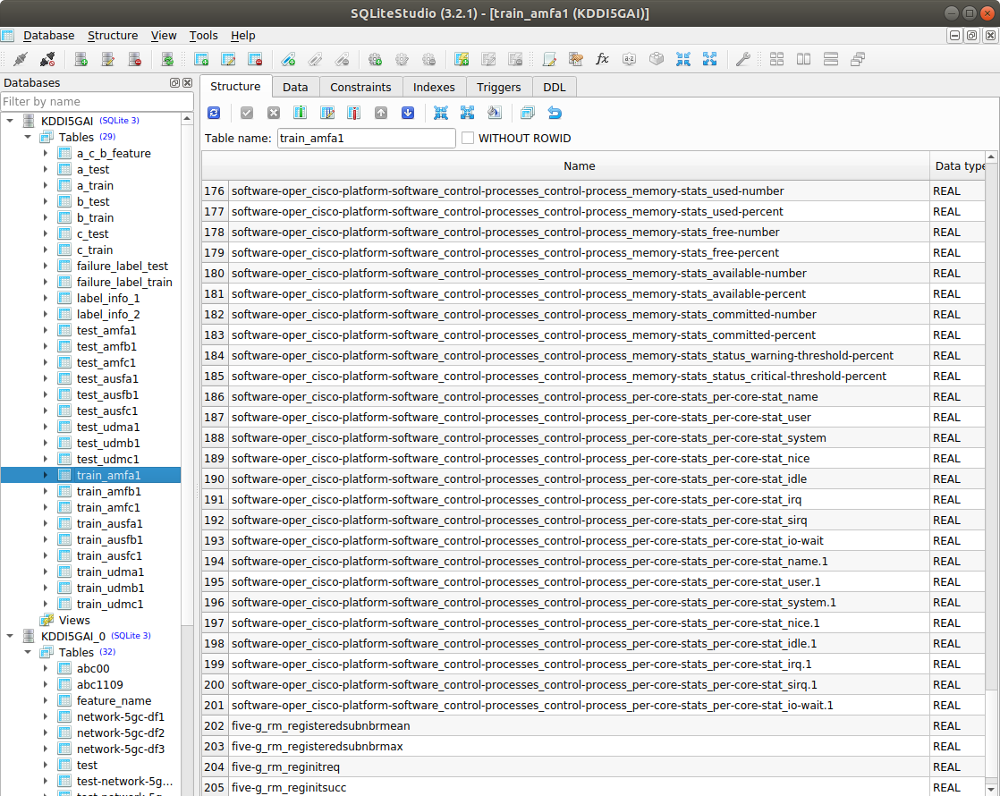 SQLiteStudio (3.2.1) - [train_amfa1 (KDDI5GAI)]
Database Structure View Tools Help
Databases
Filter by name
KDDI5GAI (SQLite 3)
Tables (29)
a_c_b_feature
a_test
a_train
b_test
b_train
c_test
c_train
failure_label_test
failure_label_train
label_info_1
label_info_2
test_amfa1
test_amfb1
test_amfc1
test_ausfa1
test_ausfb1
test_ausfc1
test_udma1
test_udmb1
test_udmc1
train_amfa1
train_amfb1
train_amfc1
train_ausfa1
train_ausfb1
train_ausfc1
train_udma1
train_udmb1
train_udmc1
Views
KDDI5GAI_0 (SQLite 3)
Tables (32)
abc00
abc1109
feature_name
network-5gc-df1
network-5gc-df2
network-5gc-df3
test
test-network-5g...
Structure Data Constraints Indexes Triggers DDL
Table name: train_amfa1 WITHOUT ROWID
Name Data type
176 software-oper_cisco-platform-software_control-processes_control-process_memory-stats_used-number REAL
177 software-oper_cisco-platform-software_control-processes_control-process_memory-stats_used-percent REAL
178 software-oper_cisco-platform-software_control-processes_control-process_memory-stats_free-number REAL
179 software-oper_cisco-platform-software_control-processes_control-process_memory-stats_free-percent REAL
180 software-oper_cisco-platform-software_control-processes_control-process_memory-stats_available-number REAL
181 software-oper_cisco-platform-software_control-processes_control-process_memory-stats_available-percent REAL
182 software-oper_cisco-platform-software_control-processes_control-process_memory-stats_committed-number REAL
183 software-oper_cisco-platform-software_control-processes_control-process_memory-stats_committed-percent REAL
184 software-oper_cisco-platform-software_control-processes_control-process_memory-stats_status_warning-threshold-percent REAL
185 software-oper_cisco-platform-software_control-processes_control-process_memory-stats_status_critical-threshold-percent REAL
186 software-oper_cisco-platform-software_control-processes_control-process_per-core-stats_per-core-stat_name REAL
187 software-oper_cisco-platform-software_control-processes_control-process_per-core-stats_per-core-stat_user REAL
188 software-oper_cisco-platform-software_control-processes_control-process_per-core-stats_per-core-stat_system REAL
189 software-oper_cisco-platform-software_control-processes_control-process_per-core-stats_per-core-stat_nice REAL
190 software-oper_cisco-platform-software_control-processes_control-process_per-core-stats_per-core-stat_idle REAL
191 software-oper_cisco-platform-software_control-processes_control-process_per-core-stats_per-core-stat_irq REAL
192 software-oper_cisco-platform-software_control-processes_control-process_per-core-stats_per-core-stat_sirq REAL
193 software-oper_cisco-platform-software_control-processes_control-process_per-core-stats_per-core-stat_io-wait REAL
194 software-oper_cisco-platform-software_control-processes_control-process_per-core-stats_per-core-stat_name.1 REAL
195 software-oper_cisco-platform-software_control-processes_control-process_per-core-stats_per-core-stat_user.1 REAL
196 software-oper_cisco-platform-software_control-processes_control-process_per-core-stats_per-core-stat_system.1 REAL
197 software-oper_cisco-platform-software_control-processes_control-process_per-core-stats_per-core-stat_nice.1 REAL
198 software-oper_cisco-platform-software_control-processes_control-process_per-core-stats_per-core-stat_idle.1 REAL
199 software-oper_cisco-platform-software_control-processes_control-process_per-core-stats_per-core-stat_irq.1 REAL
200 software-oper_cisco-platform-software_control-processes_control-process_per-core-stats_per-core-stat_sirq.1 REAL
201 software-oper_cisco-platform-software_control-processes_control-process_per-core-stats_per-core-stat_io-wait.1 REAL
202 five-g_rm_registeredsubnbrmean REAL
203 five-g_rm_registeredsubnbrmax REAL
204 five-g_rm_reginitreq REAL
205 five-g_rm_reginitsucc REAL